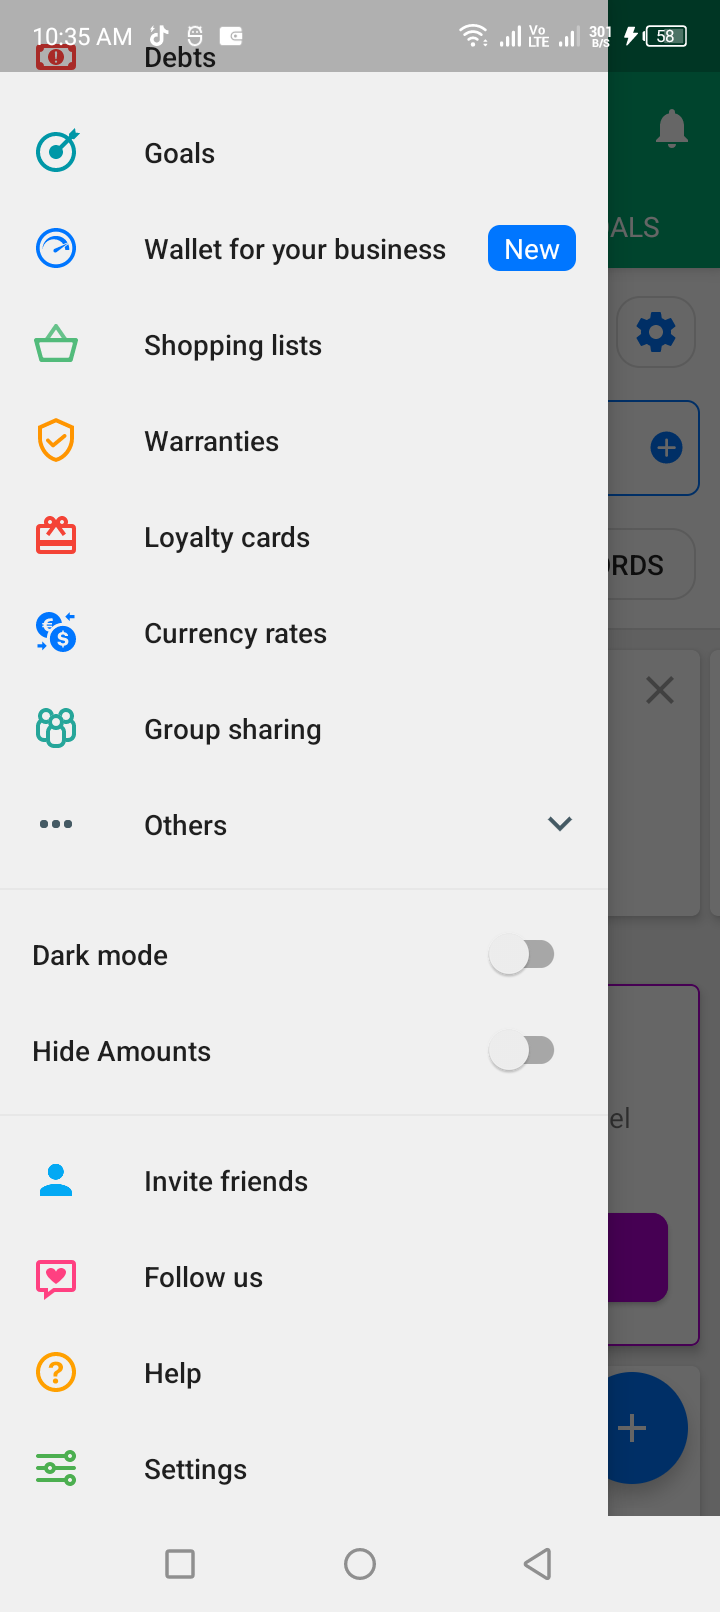 10:35 AM Vo LTE 301 B/S 58
Debts
Goals
ALS
Wallet for your business New
Shopping lists
Warranties
Loyalty cards
RDS
Currency rates
Group sharing
Others
Dark mode
Hide Amounts
el
Invite friends
Follow us
Help
Settings